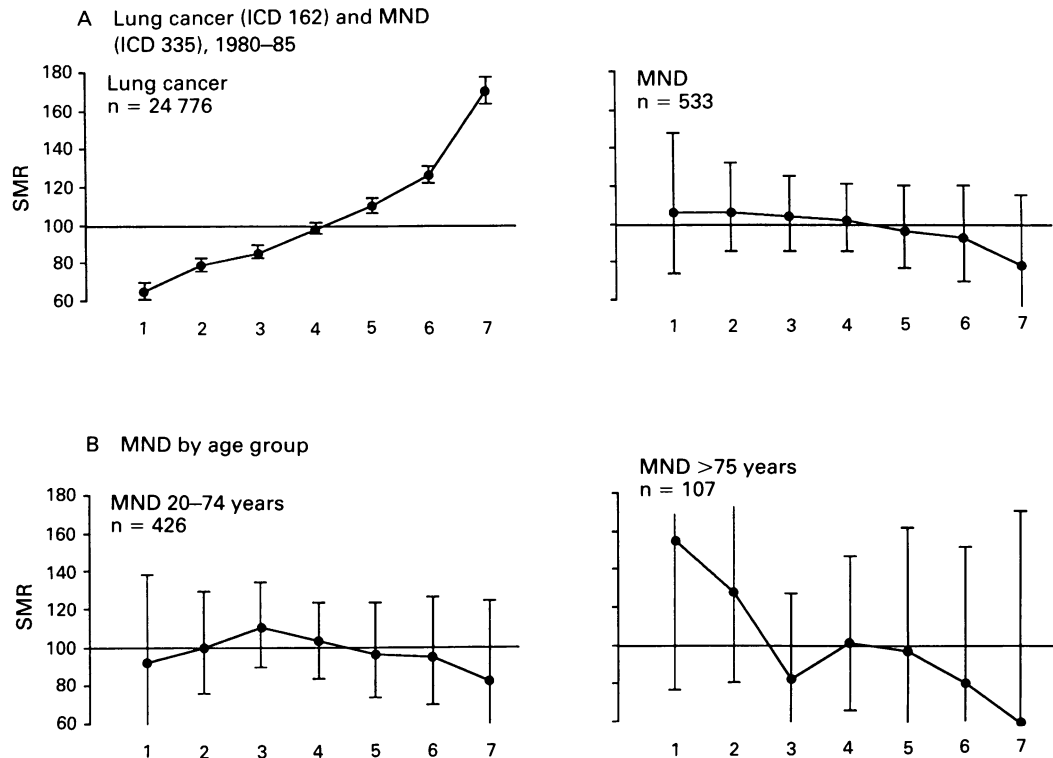 A Lung cancer (ICD 162) and MND
(ICD 335), 1980–85
Lung cancer
n = 24 776
SMR
180
160
140
120
100
80
60
1 2 3 4 5 6 7
MND
n = 533
1 2 3 4 5 6 7
B MND by age group
MND 20–74 years
n = 426
SMR
180
160
140
120
100
80
60
1 2 3 4 5 6 7
MND >75 years
n = 107
1 2 3 4 5 6 7